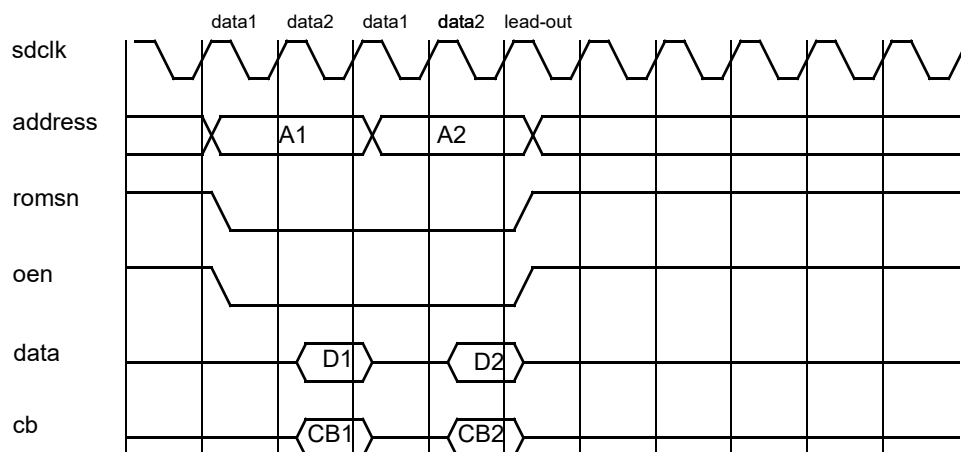 data1 data2 data1 data2 lead-out
sdclk
address A1 A2
romsn
oen
data D1 D2
cb CB1 CB2